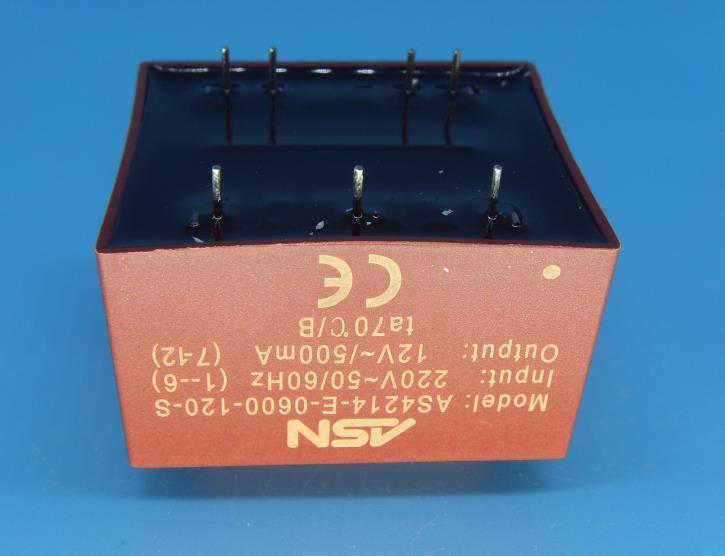 ASN
Model: AS4214-E-0600-120-S
Input: 220V~50/60Hz (1--6)
Output: 12V~/500mA (7-12)
ta70℃/B
CE